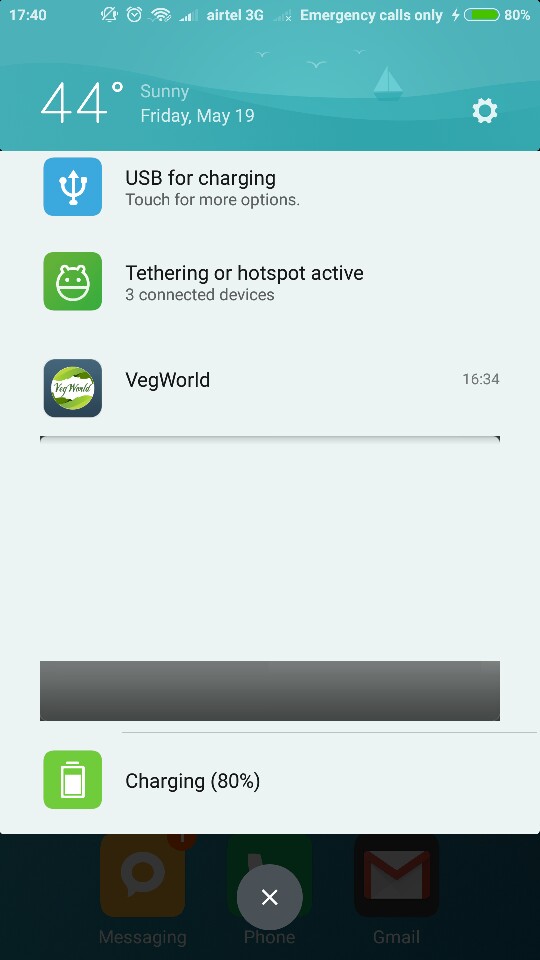 17:40 airtel 3G Emergency calls only 80%
44° Sunny
Friday, May 19
USB for charging
Touch for more options.
Tethering or hotspot active
3 connected devices
VegWorld 16:34
VegWorld
Charging (80%)
Messaging Phone Gmail